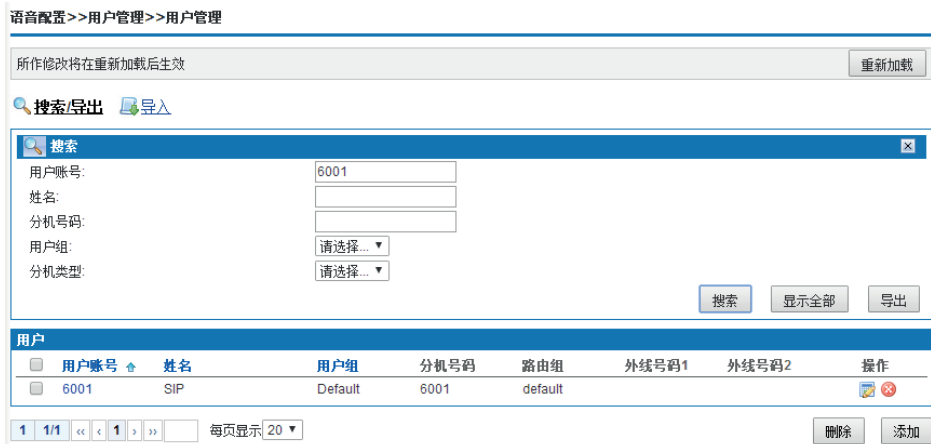 语音配置>>用户管理>>用户管理
所作修改将在重新加载后生效 重新加载
搜索/导出 导入
搜索
用户账号: 6001
姓名:
分机号码:
用户组: 请选择...
分机类型: 请选择...
搜索 显示全部 导出
用户
用户账号 姓名 用户组 分机号码 路由组 外线号码1 外线号码2 操作
6001 SIP Default 6001 default
1 1/1 « ‹ 1 › » 每页显示 20 删除 添加